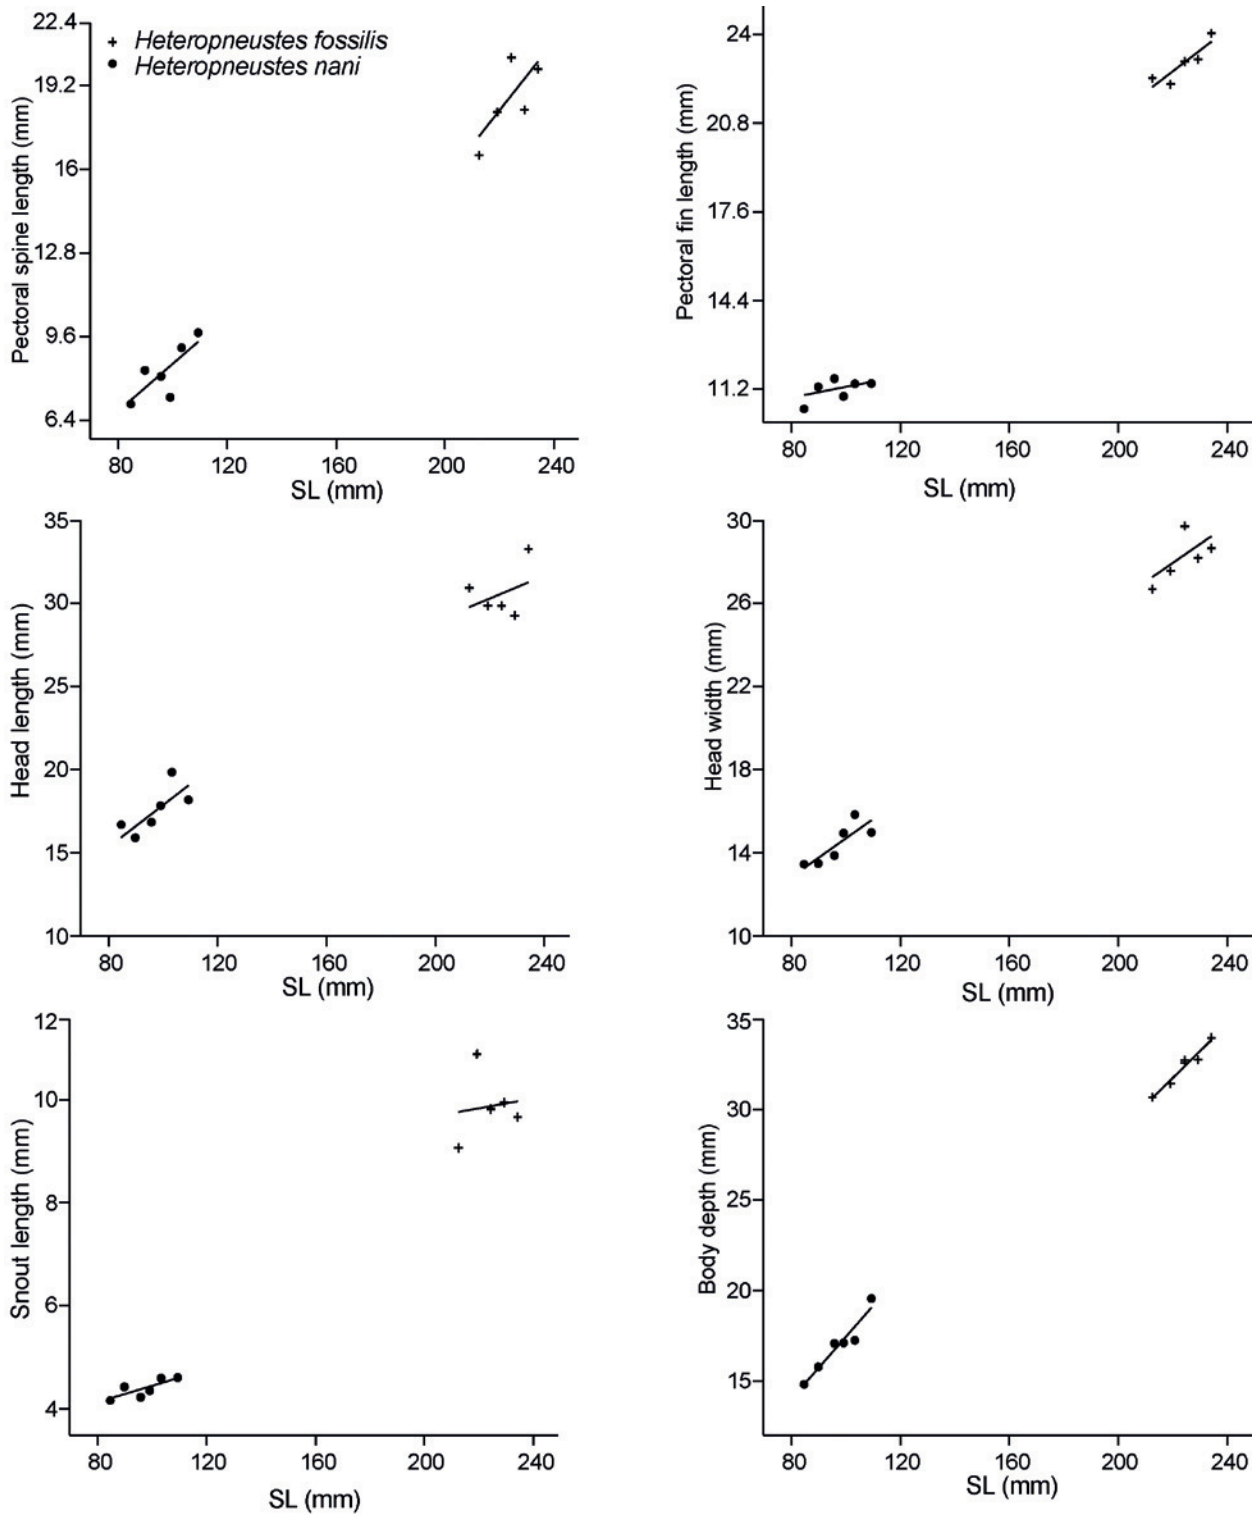 22.4
19.2
16
12.8
9.6
6.4
Pectoral spine length (mm)
+ Heteropneustes fossilis
● Heteropneustes nani
80 120 160 200 240
SL (mm)
24
20.8
17.6
14.4
11.2
Pectoral fin length (mm)
80 120 160 200 240
SL (mm)
35
30
25
20
15
10
Head length (mm)
80 120 160 200 240
SL (mm)
30
26
22
18
14
10
Head width (mm)
80 120 160 200 240
SL (mm)
12
10
8
6
4
Snout length (mm)
80 120 160 200 240
SL (mm)
35
30
25
20
15
Body depth (mm)
80 120 160 200 240
SL (mm)